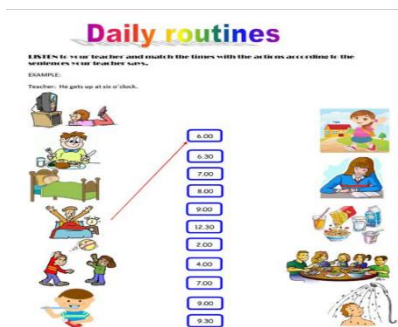 Daily routines
LISTEN to your teacher and match the times with the actions according to the
sentences your teacher says.
EXAMPLE:
Teacher: He gets up at six o'clock.
6.00
6.30
7.00
8.00
9.00
12.30
2.00
4.00
7.00
9.00
9.30